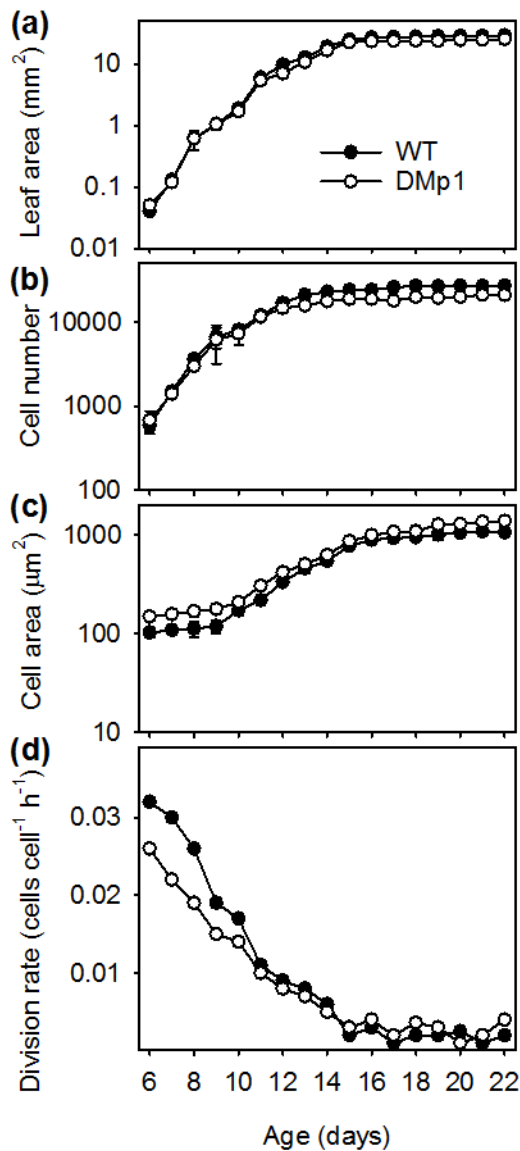 (a)
Leaf area (mm²)
10
1
0.1
0.01
WT
DMp1
(b)
Cell number
10000
1000
100
(c)
Cell area (μm²)
1000
100
10
(d)
Division rate (cells cell⁻¹ h⁻¹)
0.03
0.02
0.01
6 8 10 12 14 16 18 20 22
Age (days)